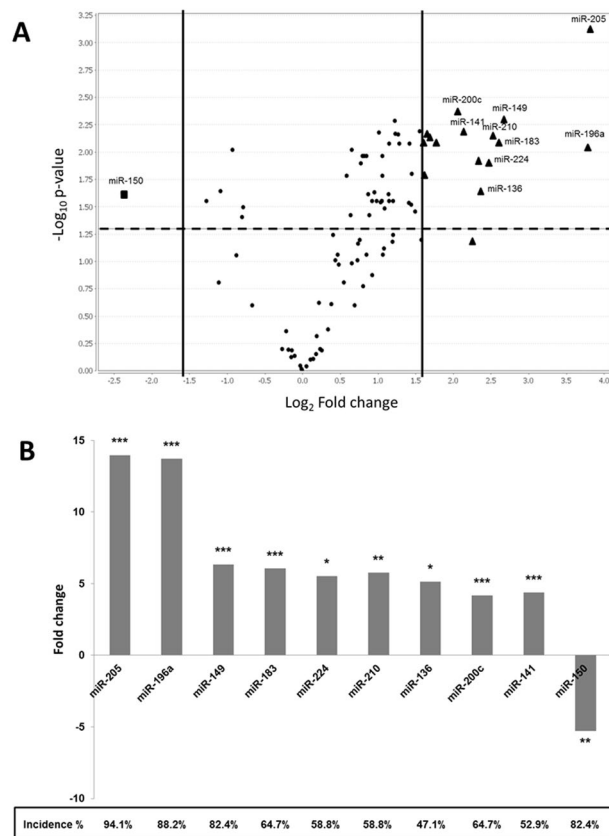 A
3.25
3.00
2.75
2.50
2.25
2.00
1.75
1.50
1.25
1.00
0.75
0.50
0.25
0.00
-Log10 p-value
miR-205
miR-200c
miR-149
miR-141
miR-210
miR-183
miR-196a
miR-224
miR-136
miR-150
-2.5 -2.0 -1.5 -1.0 -0.5 0.0 0.5 1.0 1.5 2.0 2.5 3.0 3.5 4.0
Log2 Fold change
B
15
10
5
0
-5
-10
Fold change
*** *** *** *** * ** * *** *** **
miR-205 miR-196a miR-149 miR-183 miR-224 miR-210 miR-136 miR-200c miR-141 miR-150
Incidence % 94.1% 88.2% 82.4% 64.7% 58.8% 58.8% 47.1% 64.7% 52.9% 82.4%